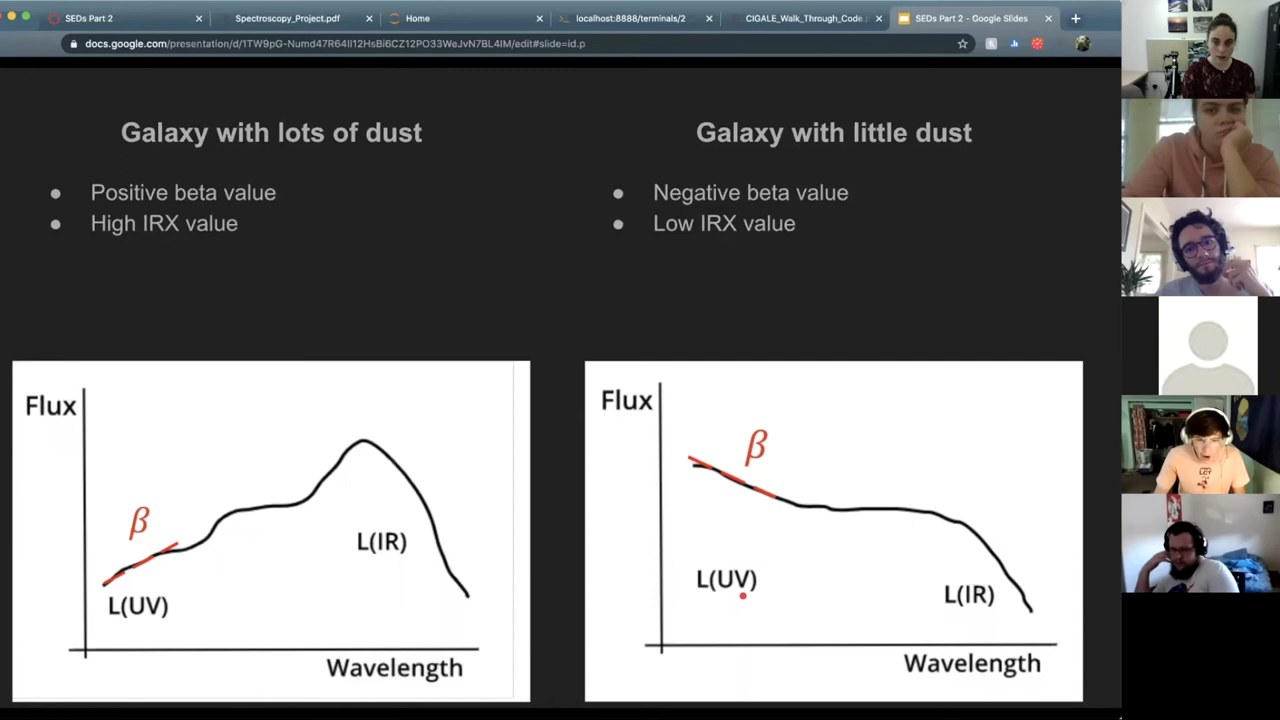 SEDs Part 2
Spectroscopy_Project.pdf
Home
localhost:8888/terminals/2
CIGALE_Walk_Through_Code.
SEDs Part 2 - Google Slides
docs.google.com/presentation/d/1TW9pG-Numd47R64II12HsBi6CZ12PO33WeJvN7BL4IM/edit#slide=id.p
Galaxy with lots of dust
● Positive beta value
● High IRX value
Flux
β
L(UV)
L(IR)
Wavelength
Galaxy with little dust
● Negative beta value
● Low IRX value
Flux
β
L(UV)
L(IR)
Wavelength